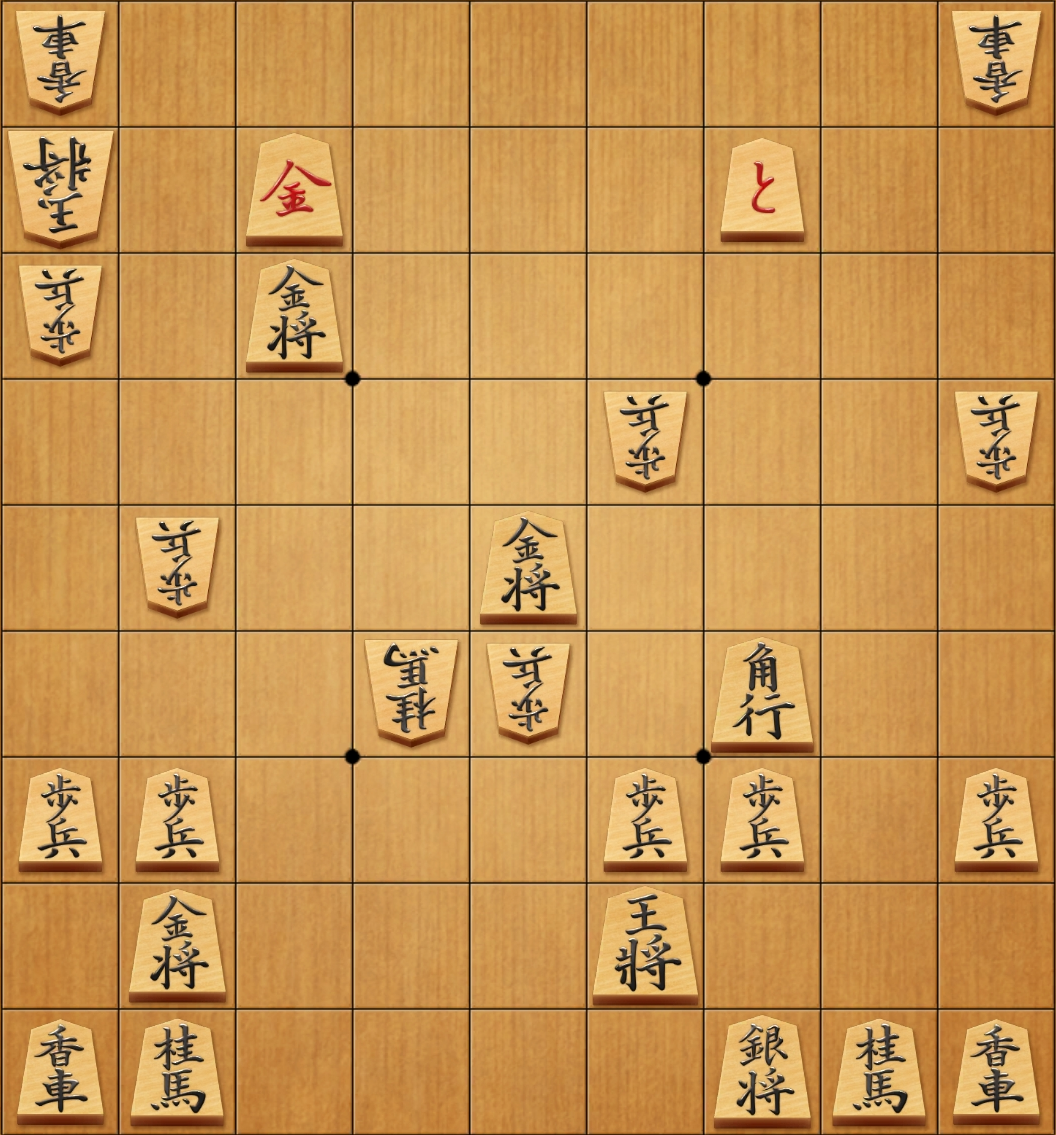 香車 香車
玉将 金 と
歩兵 金将
歩兵 歩兵
歩兵 金将
桂馬 歩兵 角行
歩兵 歩兵 歩兵 歩兵 歩兵
金将 王将
香車 桂馬 銀将 桂馬 香車